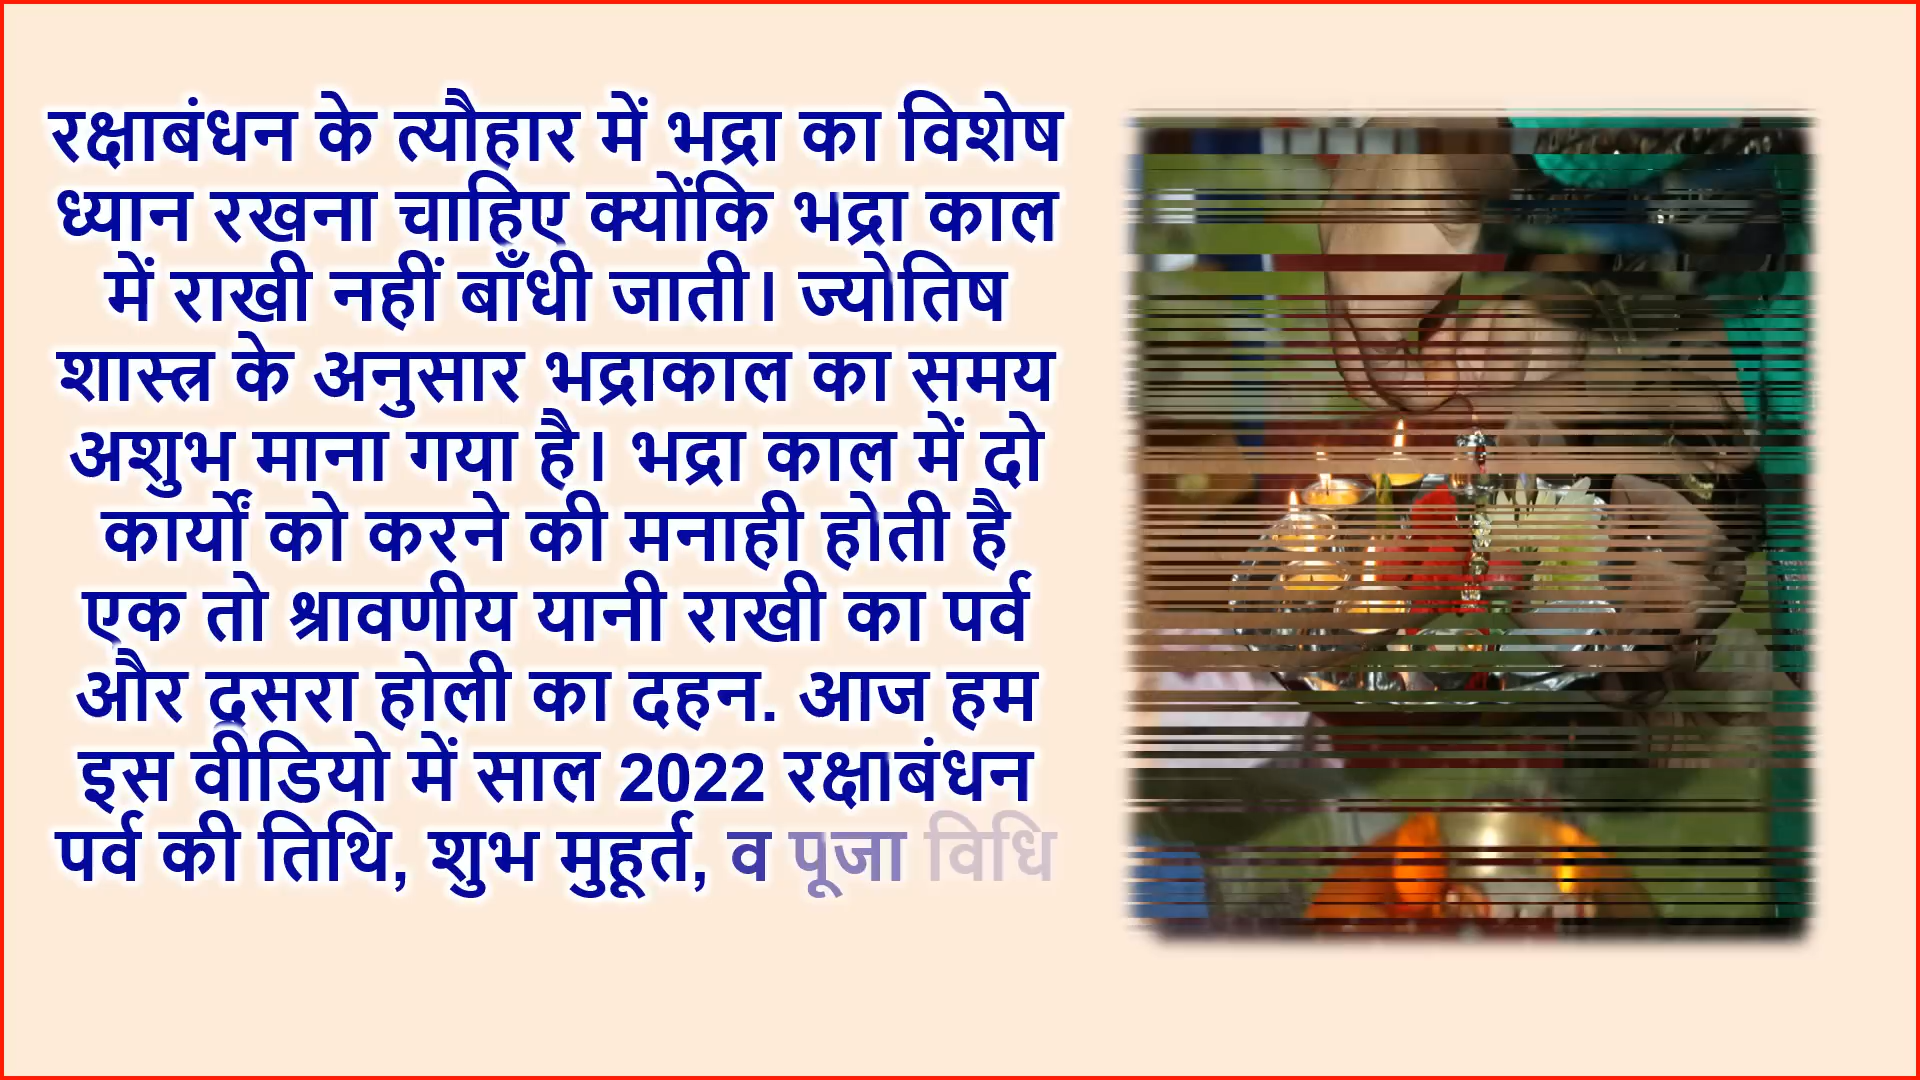 रक्षाबंधन के त्यौहार में भद्रा का विशेष
ध्यान रखना चाहिए क्योंकि भद्रा काल
में राखी नहीं बाँधी जाती। ज्योतिष
शास्त्र के अनुसार भद्राकाल का समय
अशुभ माना गया है। भद्रा काल में दो
कार्यों को करने की मनाही होती है
एक तो श्रावणीय यानी राखी का पर्व
और दूसरा होली का दहन. आज हम
इस वीडियो में साल 2022 रक्षाबंधन
पर्व की तिथि, शुभ मुहूर्त, व पूजा विधि